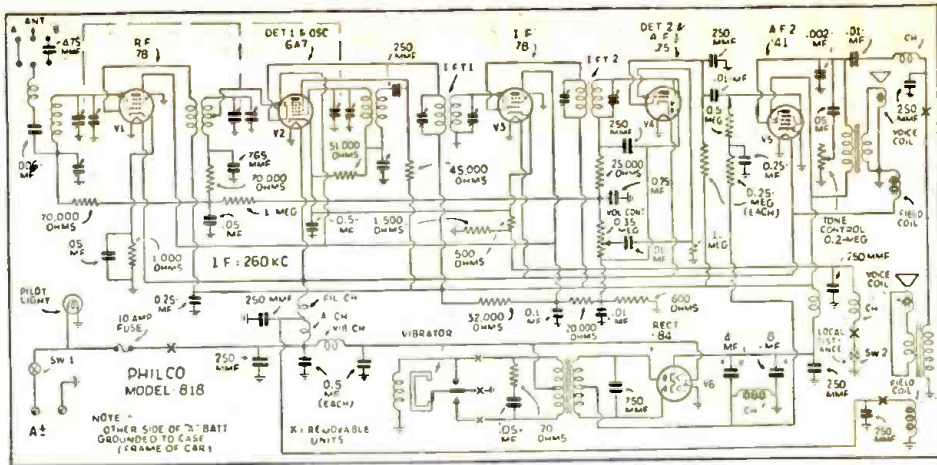 ANT
A
B
475
MMF
R F
78
DET 1 & OSC
6A7
250
MMF
I F T 1
I F
78
I F T 2
DET 2 &
A F 1
75
250
MMF
A F 2
41
.002-
MF
.01-
MF
CH
250
MMF
VOICE
COIL
FIELD
COIL
V1
V2
V3
V4
V5
.01-MF
0.5
MEG
0.25-
MF
0.25-
MEG
(EACH)
.05
MF
TONE
CONTROL
0.2-MEG
250
MMF
25,000
OHMS
VOL CONT
0.35
MEG
.01
MF
1-
MEG
51,000
OHMS
45,000
OHMS
765
MMF
70,000
OHMS
.05
MF
1 MEG
0.5-
MF
1,500
OHMS
500
OHMS
70,000
OHMS
.05
MF
1,000
OHMS
I F = 260 KC
0.25-
MF
250 MMF
FIL CH
A CH
VIB CH
32,000
OHMS
0.1
MF
20,000
OHMS
.01
MF
600
OHMS
250 MMF
CH
LOCAL
DISTANCE
SW 2
VOICE
COIL
FIELD
COIL
PILOT
LIGHT
10 AMP
FUSE
SW 1
A±
PHILCO
MODEL-818
NOTE -
OTHER SIDE OF "A" BATT
GROUNDED TO CASE
(FRAME OF CAR)
250
MMF
0.5
MF
(EACH)
VIBRATOR
X = REMOVABLE
UNITS
.05-
MF
20
OHMS
750
MMF
RECT
84
V6
4
MF
8
MF
CH
250
MMF
250
MMF